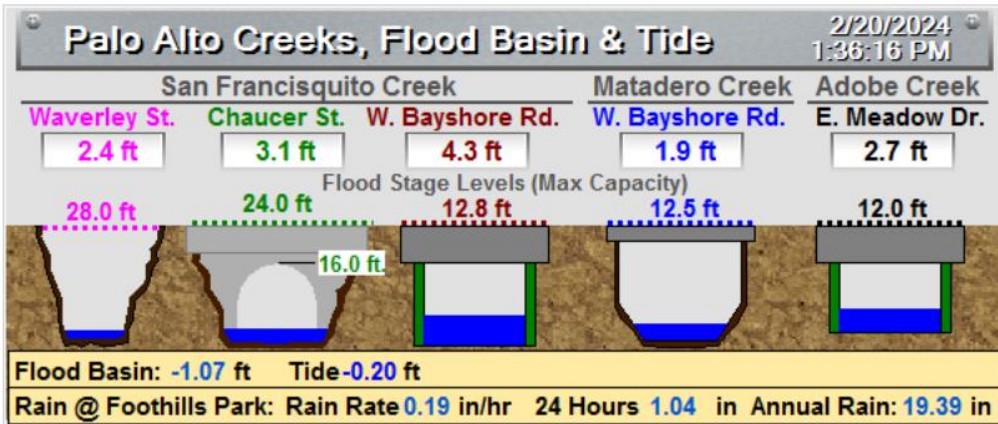 Palo Alto Creeks, Flood Basin & Tide
2/20/2024
1:36:16 PM
San Francisquito Creek Matadero Creek Adobe Creek
Waverley St. Chaucer St. W. Bayshore Rd. W. Bayshore Rd. E. Meadow Dr.
2.4 ft 3.1 ft 4.3 ft 1.9 ft 2.7 ft
Flood Stage Levels (Max Capacity)
28.0 ft 24.0 ft 12.8 ft 12.5 ft 12.0 ft
16.0 ft.
Flood Basin: -1.07 ft Tide-0.20 ft
Rain @ Foothills Park: Rain Rate 0.19 in/hr 24 Hours 1.04 in Annual Rain: 19.39 in